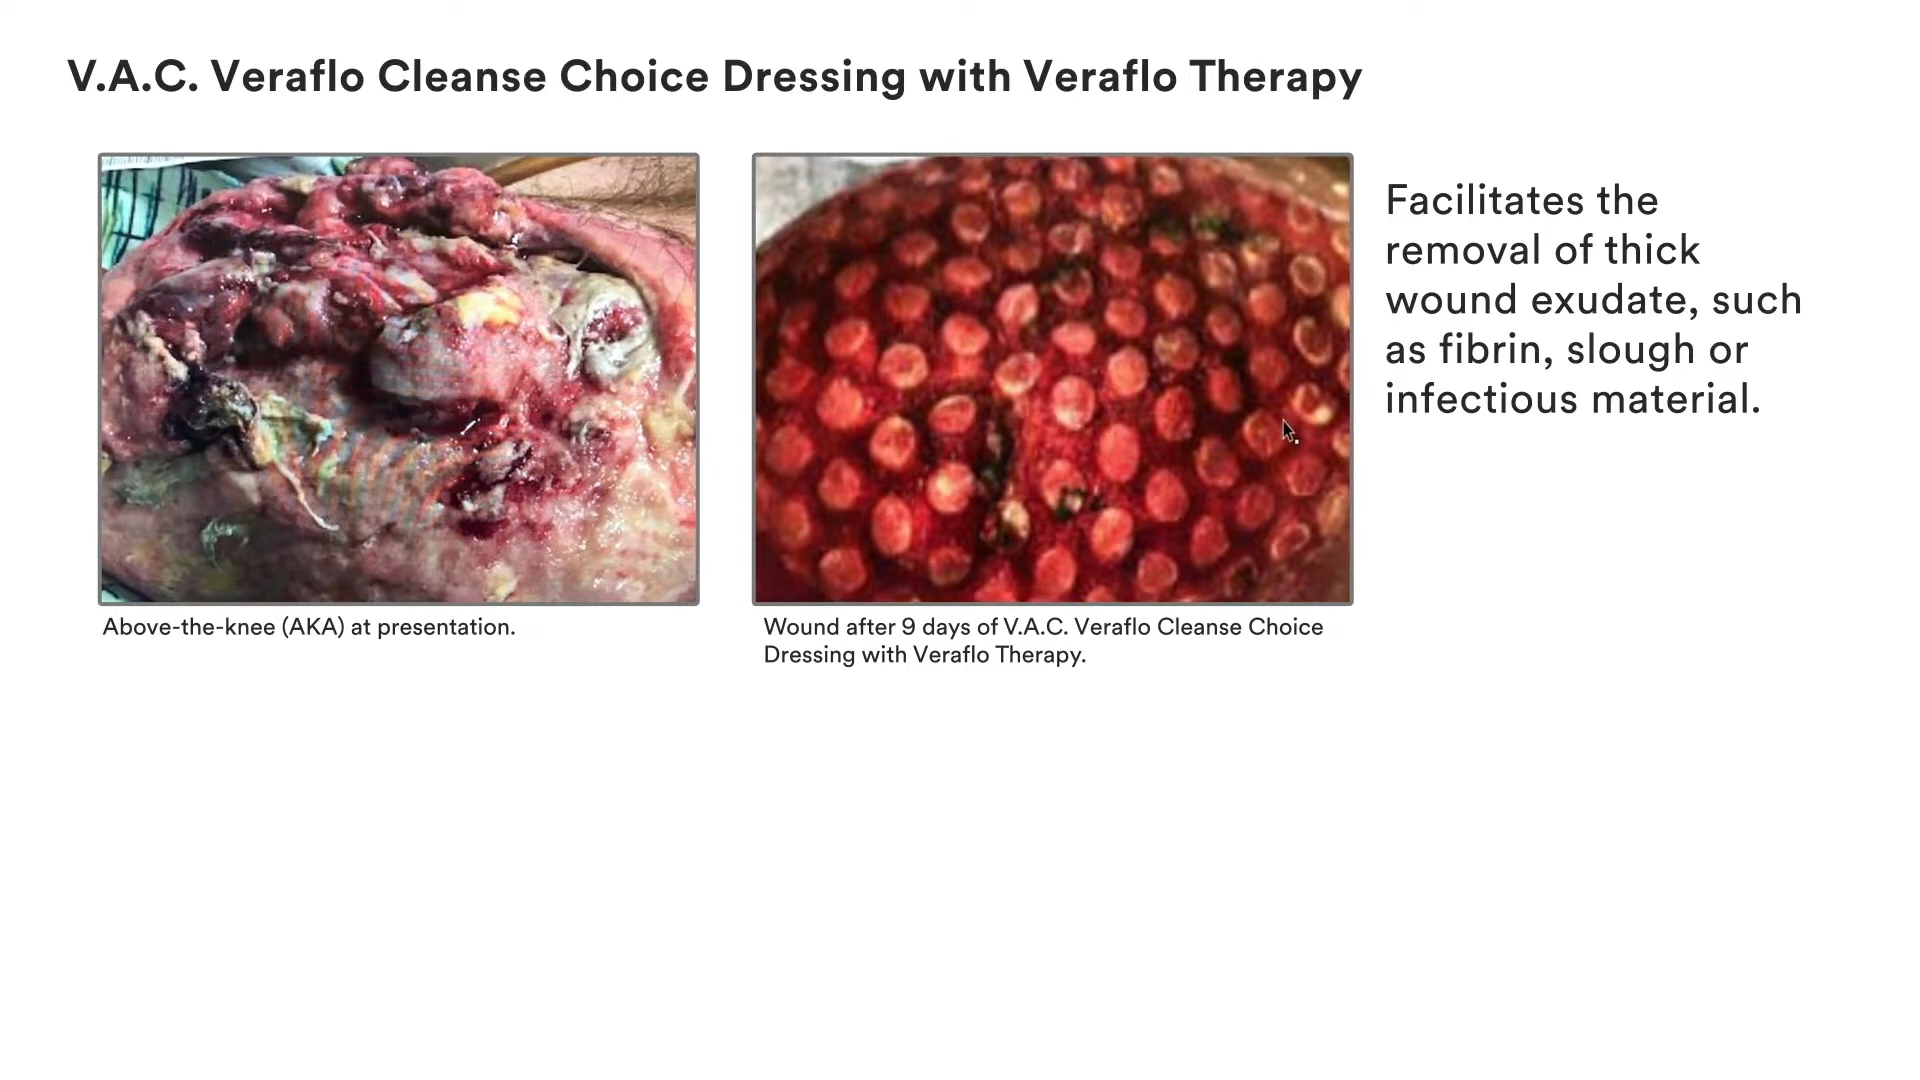 V.A.C. Veraflo Cleanse Choice Dressing with Veraflo Therapy
Facilitates the
removal of thick
wound exudate, such
as fibrin, slough or
infectious material.
Above-the-knee (AKA) at presentation.
Wound after 9 days of V.A.C. Veraflo Cleanse Choice
Dressing with Veraflo Therapy.